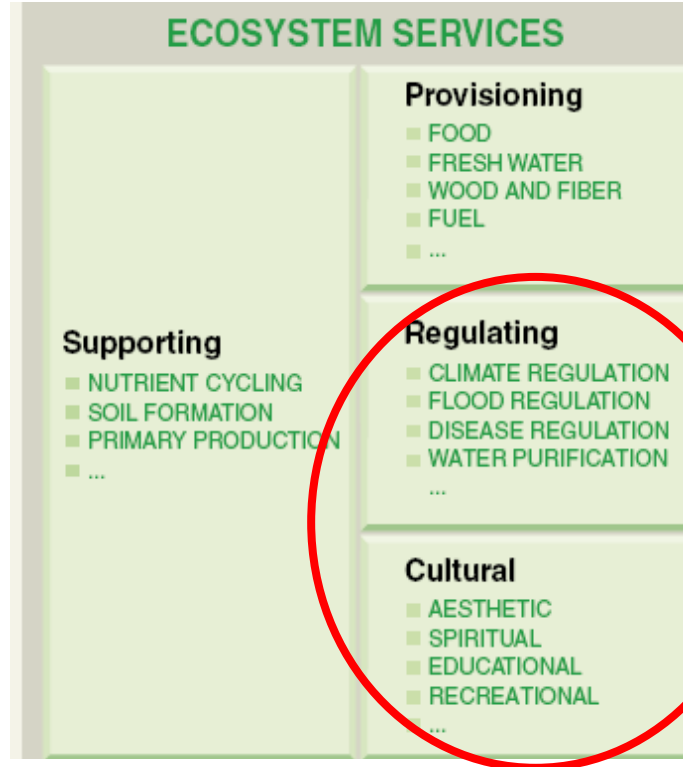 ECOSYSTEM SERVICES
Supporting
NUTRIENT CYCLING
SOIL FORMATION
PRIMARY PRODUCTION
...
Provisioning
FOOD
FRESH WATER
WOOD AND FIBER
FUEL
...
Regulating
CLIMATE REGULATION
FLOOD REGULATION
DISEASE REGULATION
WATER PURIFICATION
...
Cultural
AESTHETIC
SPIRITUAL
EDUCATIONAL
RECREATIONAL
...